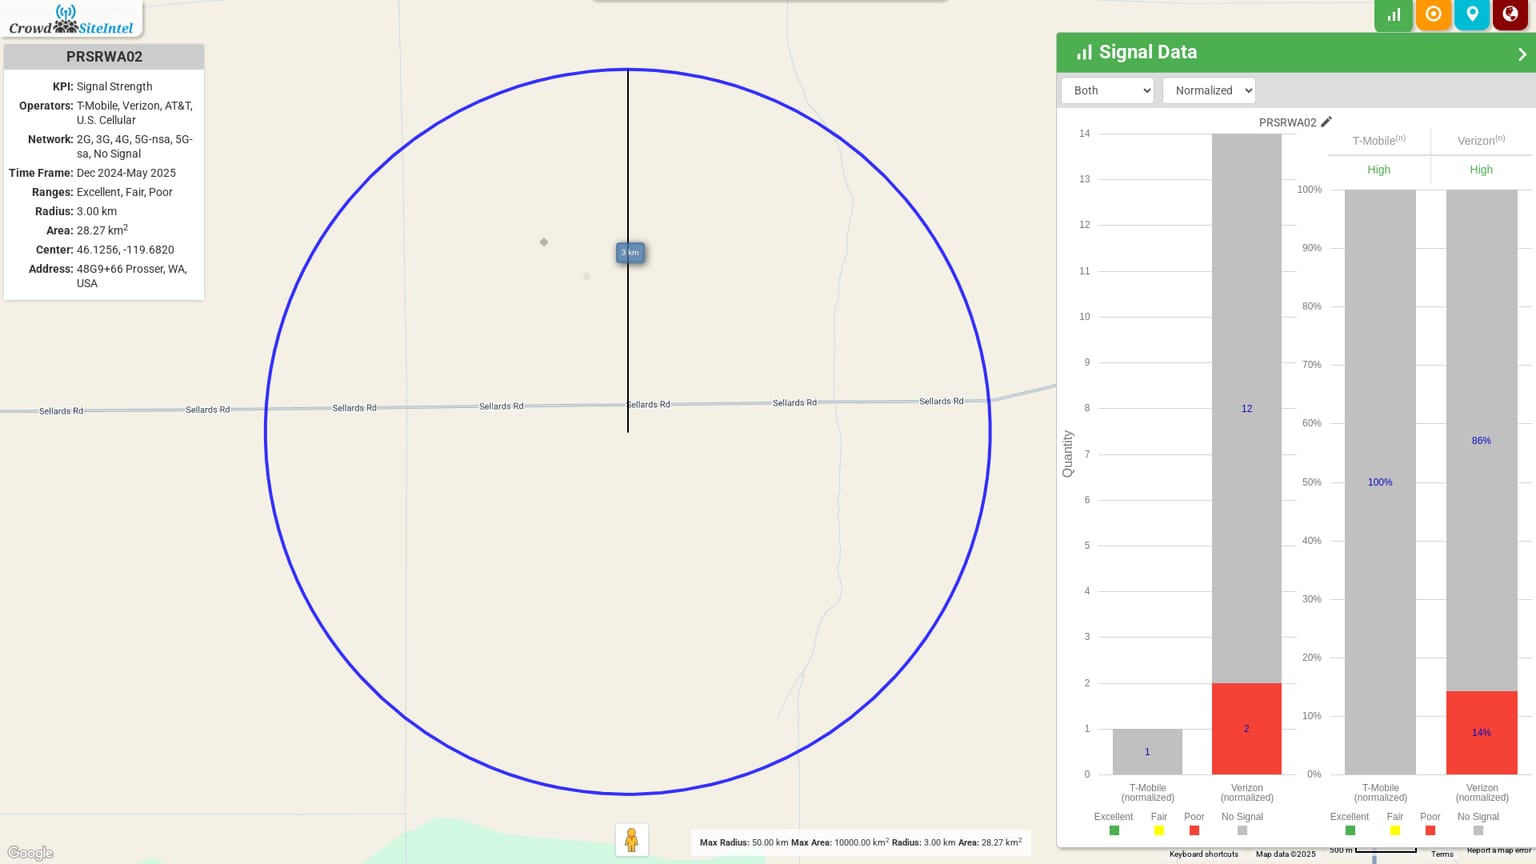 Crowd SiteIntel
PRSRWA02
KPI: Signal Strength
Operators: T-Mobile, Verizon, AT&T,
U.S. Cellular
Network: 2G, 3G, 4G, 5G-nsa, 5G-
sa, No Signal
Time Frame: Dec 2024-May 2025
Ranges: Excellent, Fair, Poor
Radius: 3.00 km
Area: 28.27 km²
Center: 46.1256, -119.6820
Address: 48G9+66 Prosser, WA,
USA
3 km
Sellards Rd Sellards Rd Sellards Rd Sellards Rd Sellards Rd Sellards Rd Sellards Rd
Google
Max Radius: 50.00 km Max Area: 10000.00 km² Radius: 3.00 km Area: 28.27 km²
Signal Data
Both Normalized
PRSRWA02
Quantity
14
13
12
11
10
9
8
7
6
5
4
3
2
1
0
12
2
1
T-Mobile
(normalized)
Verizon
(normalized)
Excellent Fair Poor No Signal
T-Mobile(n) Verizon(n)
High High
100%
90%
80%
70%
60%
50%
40%
30%
20%
10%
0%
100%
86%
14%
T-Mobile
(normalized)
Verizon
(normalized)
Excellent Fair Poor No Signal
Keyboard shortcuts Map data ©2025 500 m Terms Report a map error